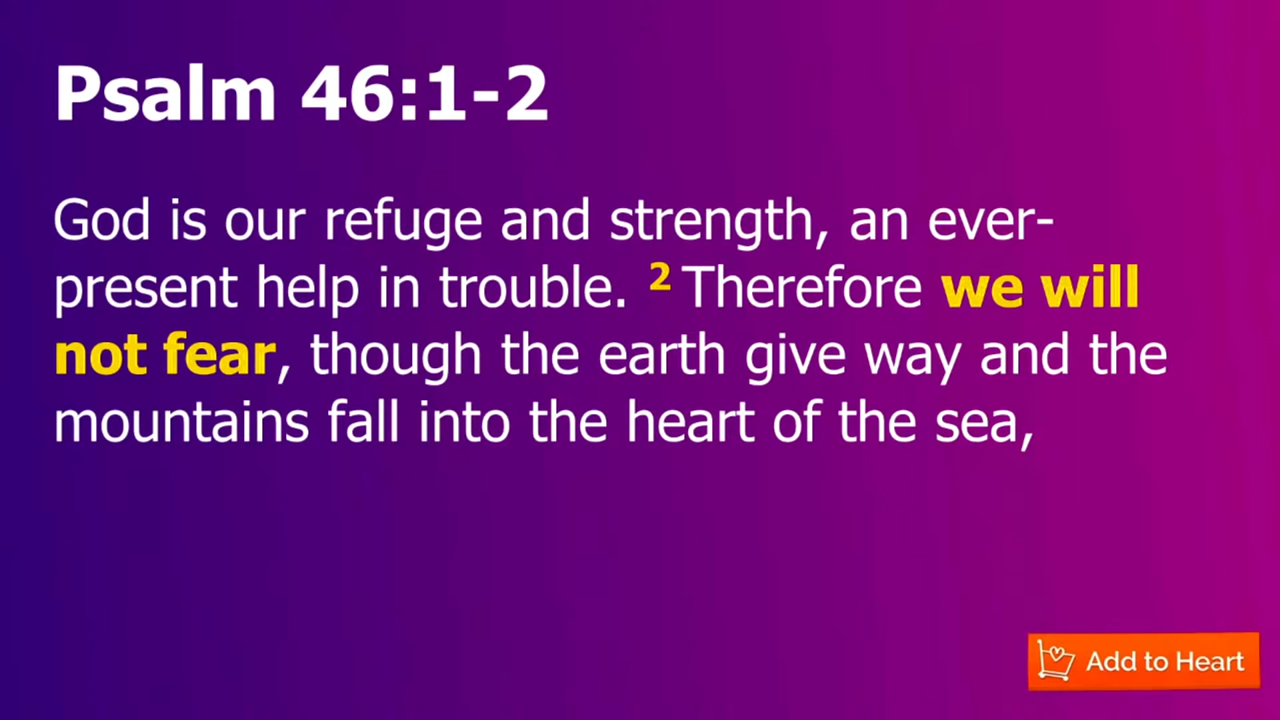 Psalm 46:1-2
God is our refuge and strength, an ever-
present help in trouble. 2 Therefore we will
not fear, though the earth give way and the
mountains fall into the heart of the sea,
Add to Heart